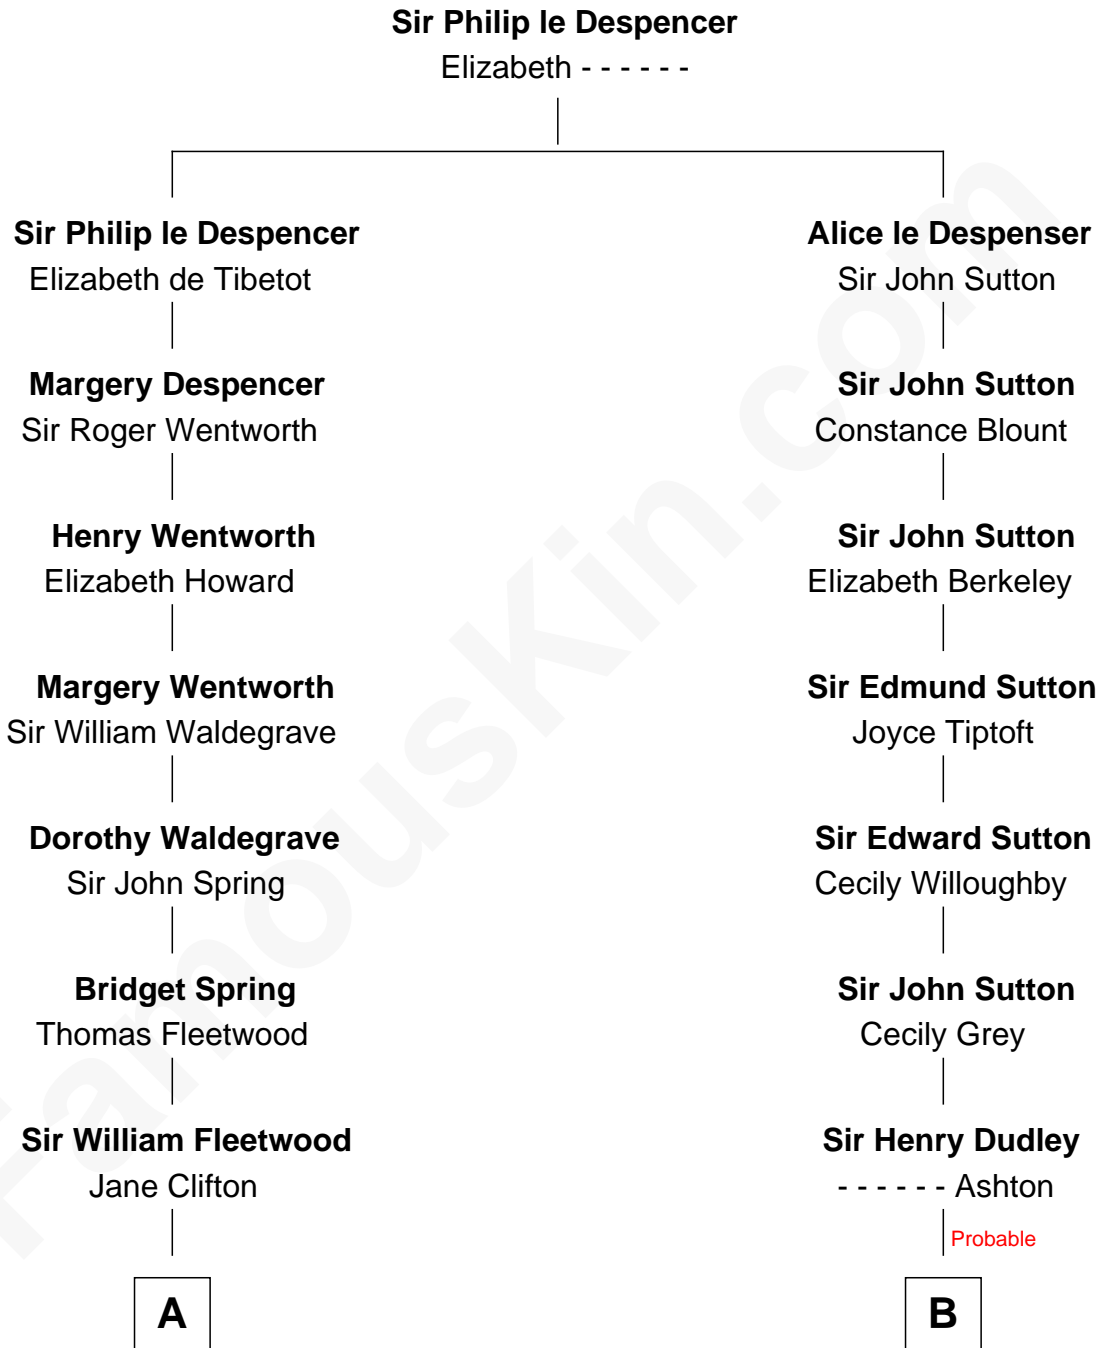 Sir Philip le Despencer
Elizabeth - - - - - -
Sir Philip le Despencer
Elizabeth de Tibetot
Margery Despencer
Sir Roger Wentworth
Henry Wentworth
Elizabeth Howard
Margery Wentworth
Sir William Waldegrave
Dorothy Waldegrave
Sir John Spring
Bridget Spring
Thomas Fleetwood
Sir William Fleetwood
Jane Clifton
A
Alice le Despenser
Sir John Sutton
Sir John Sutton
Constance Blount
Sir John Sutton
Elizabeth Berkeley
Sir Edmund Sutton
Joyce Tiptoft
Sir Edward Sutton
Cecily Willoughby
Sir John Sutton
Cecily Grey
Sir Henry Dudley
- - - - - - Ashton
Probable
B
FamousKin.com